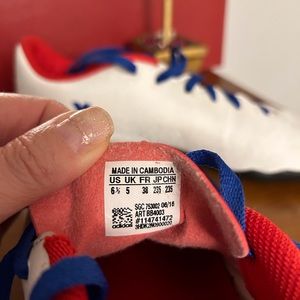 MADE IN CAMBODIA
US UK FR JP CHN
6½ 5 38 235 235
SGC 753002 06/16
ART BB4003
#114741472
adidas